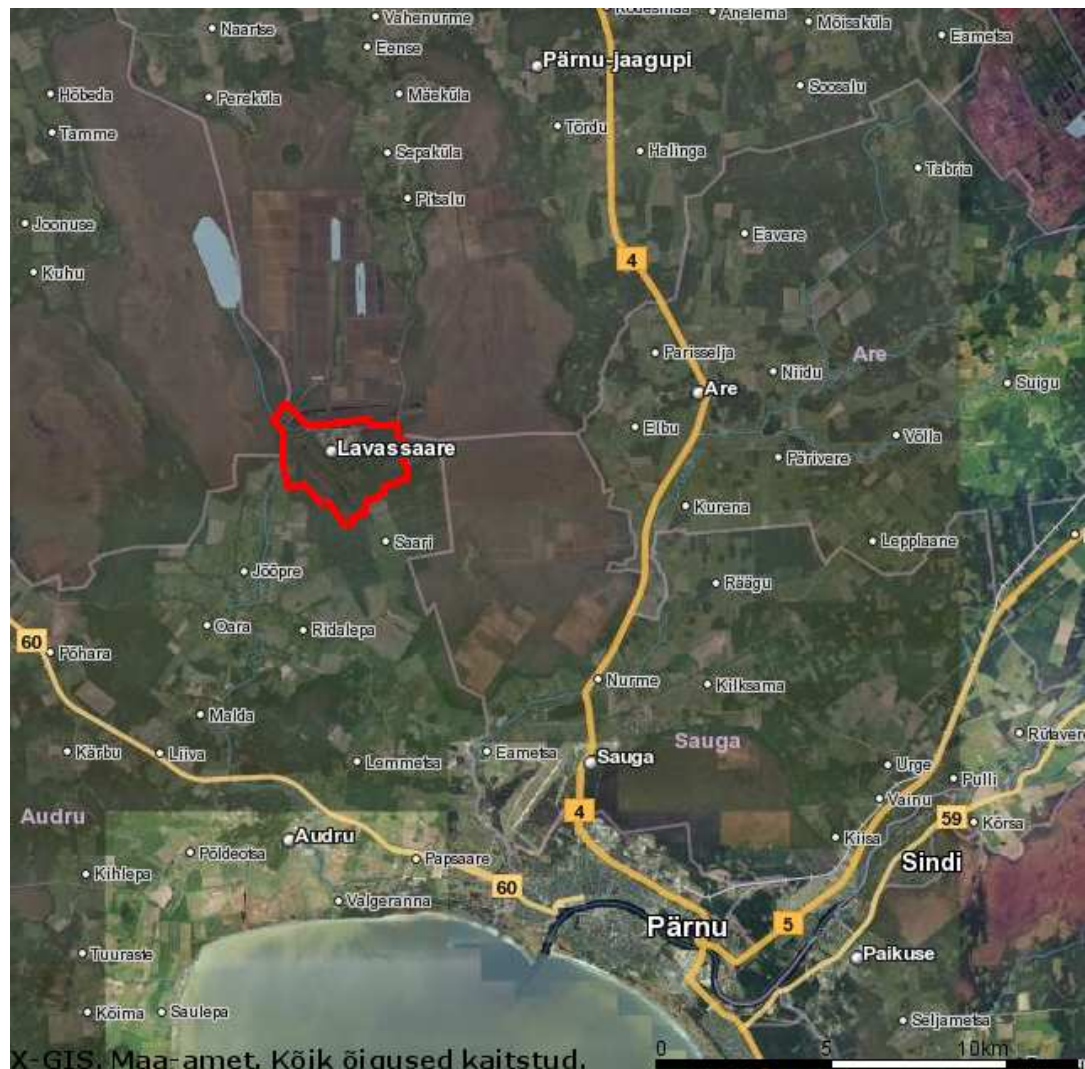 Vahenurme
Anelema
Mõisaküla
Naartse
Eense
Eametsa
Pärnu-jaagupi
Hõbeda
Pereküla
Mäeküla
Soosalu
Tamme
Tõrdu
Sepaküla
Halinga
Tabria
Pitsalu
Joonuse
Eavere
4
Kuhu
Parisselja
Are
Niidu
Suigu
Are
Elbu
Võlla
Lavassaare
Pärivere
Kurena
Saari
Lepplaane
Jõõpre
Räägu
Oara
Ridalepa
60
Põhara
Nurme
Kilksama
Malda
Kärbu
Liiva
Lemmetsa
Eametsa
Sauga
Sauga
Rütavere
Urge
Pulli
Vainu
Audru
4
59
Kõrsa
Audru
Kiisa
Põldeotsa
Papsaare
Sindi
Kihlepa
60
Valgeranna
Pärnu
5
Tuuraste
Paikuse
Kõima
Saulepa
Seljametsa
X-GIS. Maa-amet. Kõik õigused kaitstud.
0 5 10km